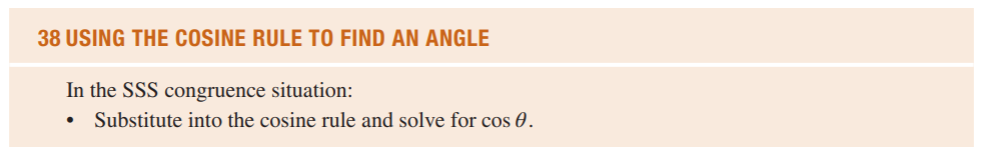 38 USING THE COSINE RULE TO FIND AN ANGLE
In the SSS congruence situation:
• Substitute into the cosine rule and solve for cos θ.